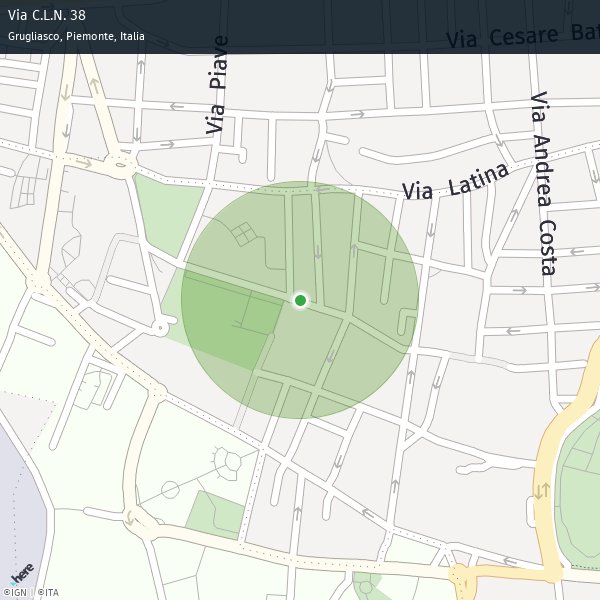 Via C.L.N. 38
Grugliasco, Piemonte, Italia
Via Cesare Bat
Via Piave
Via Andrea Costa
Via Latina
here
©IGN | ©ITA